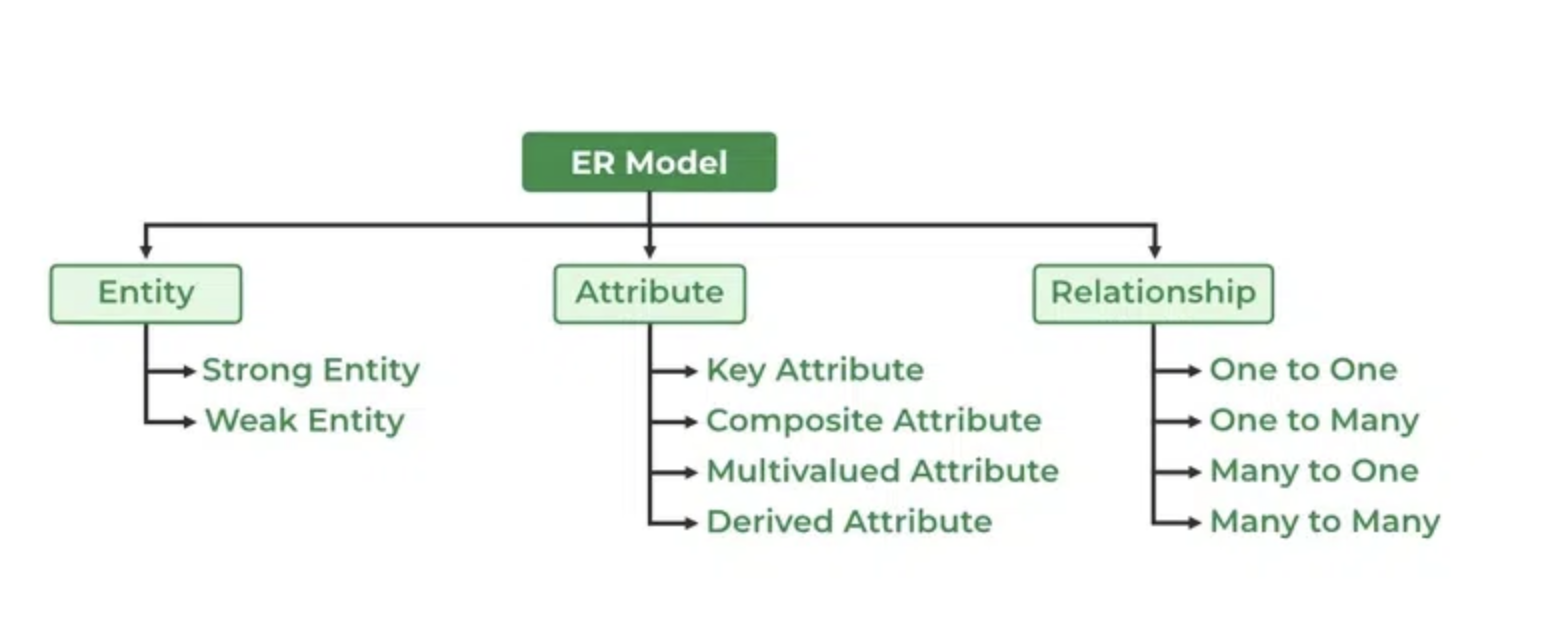 ER Model
Entity
Attribute
Relationship
Strong Entity
Weak Entity
Key Attribute
Composite Attribute
Multivalued Attribute
Derived Attribute
One to One
One to Many
Many to One
Many to Many